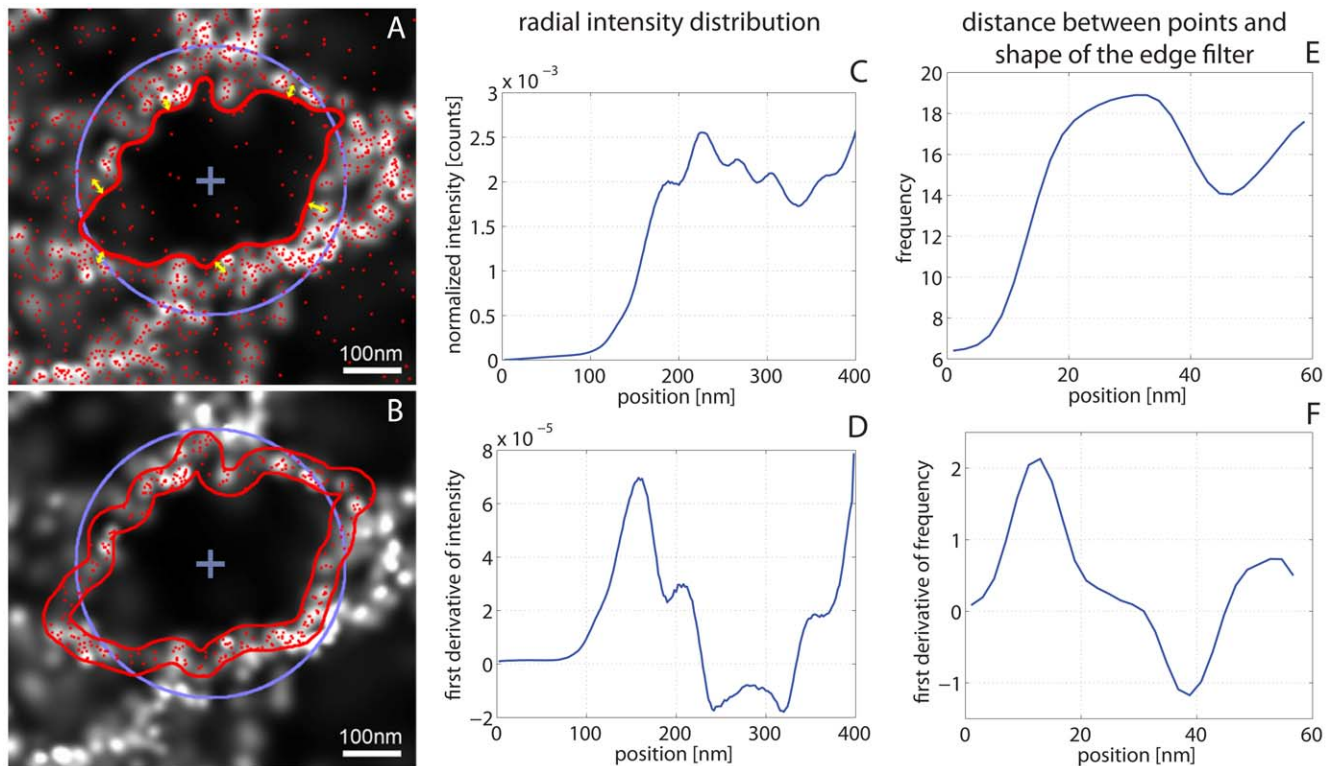 radial intensity distribution
distance between points and
shape of the edge filter
A
100nm
B
100nm
C
× 10 −3
3
2.5
2
1.5
1
0.5
0
normalized intensity [counts]
0 100 200 300 400
position [nm]
D
× 10 −5
8
6
4
2
0
−2
first derivative of intensity
0 100 200 300 400
position [nm]
E
20
18
16
14
12
10
8
6
frequency
0 20 40 60
position [nm]
F
2
1
0
−1
first derivative of frequency
0 20 40 60
position [nm]